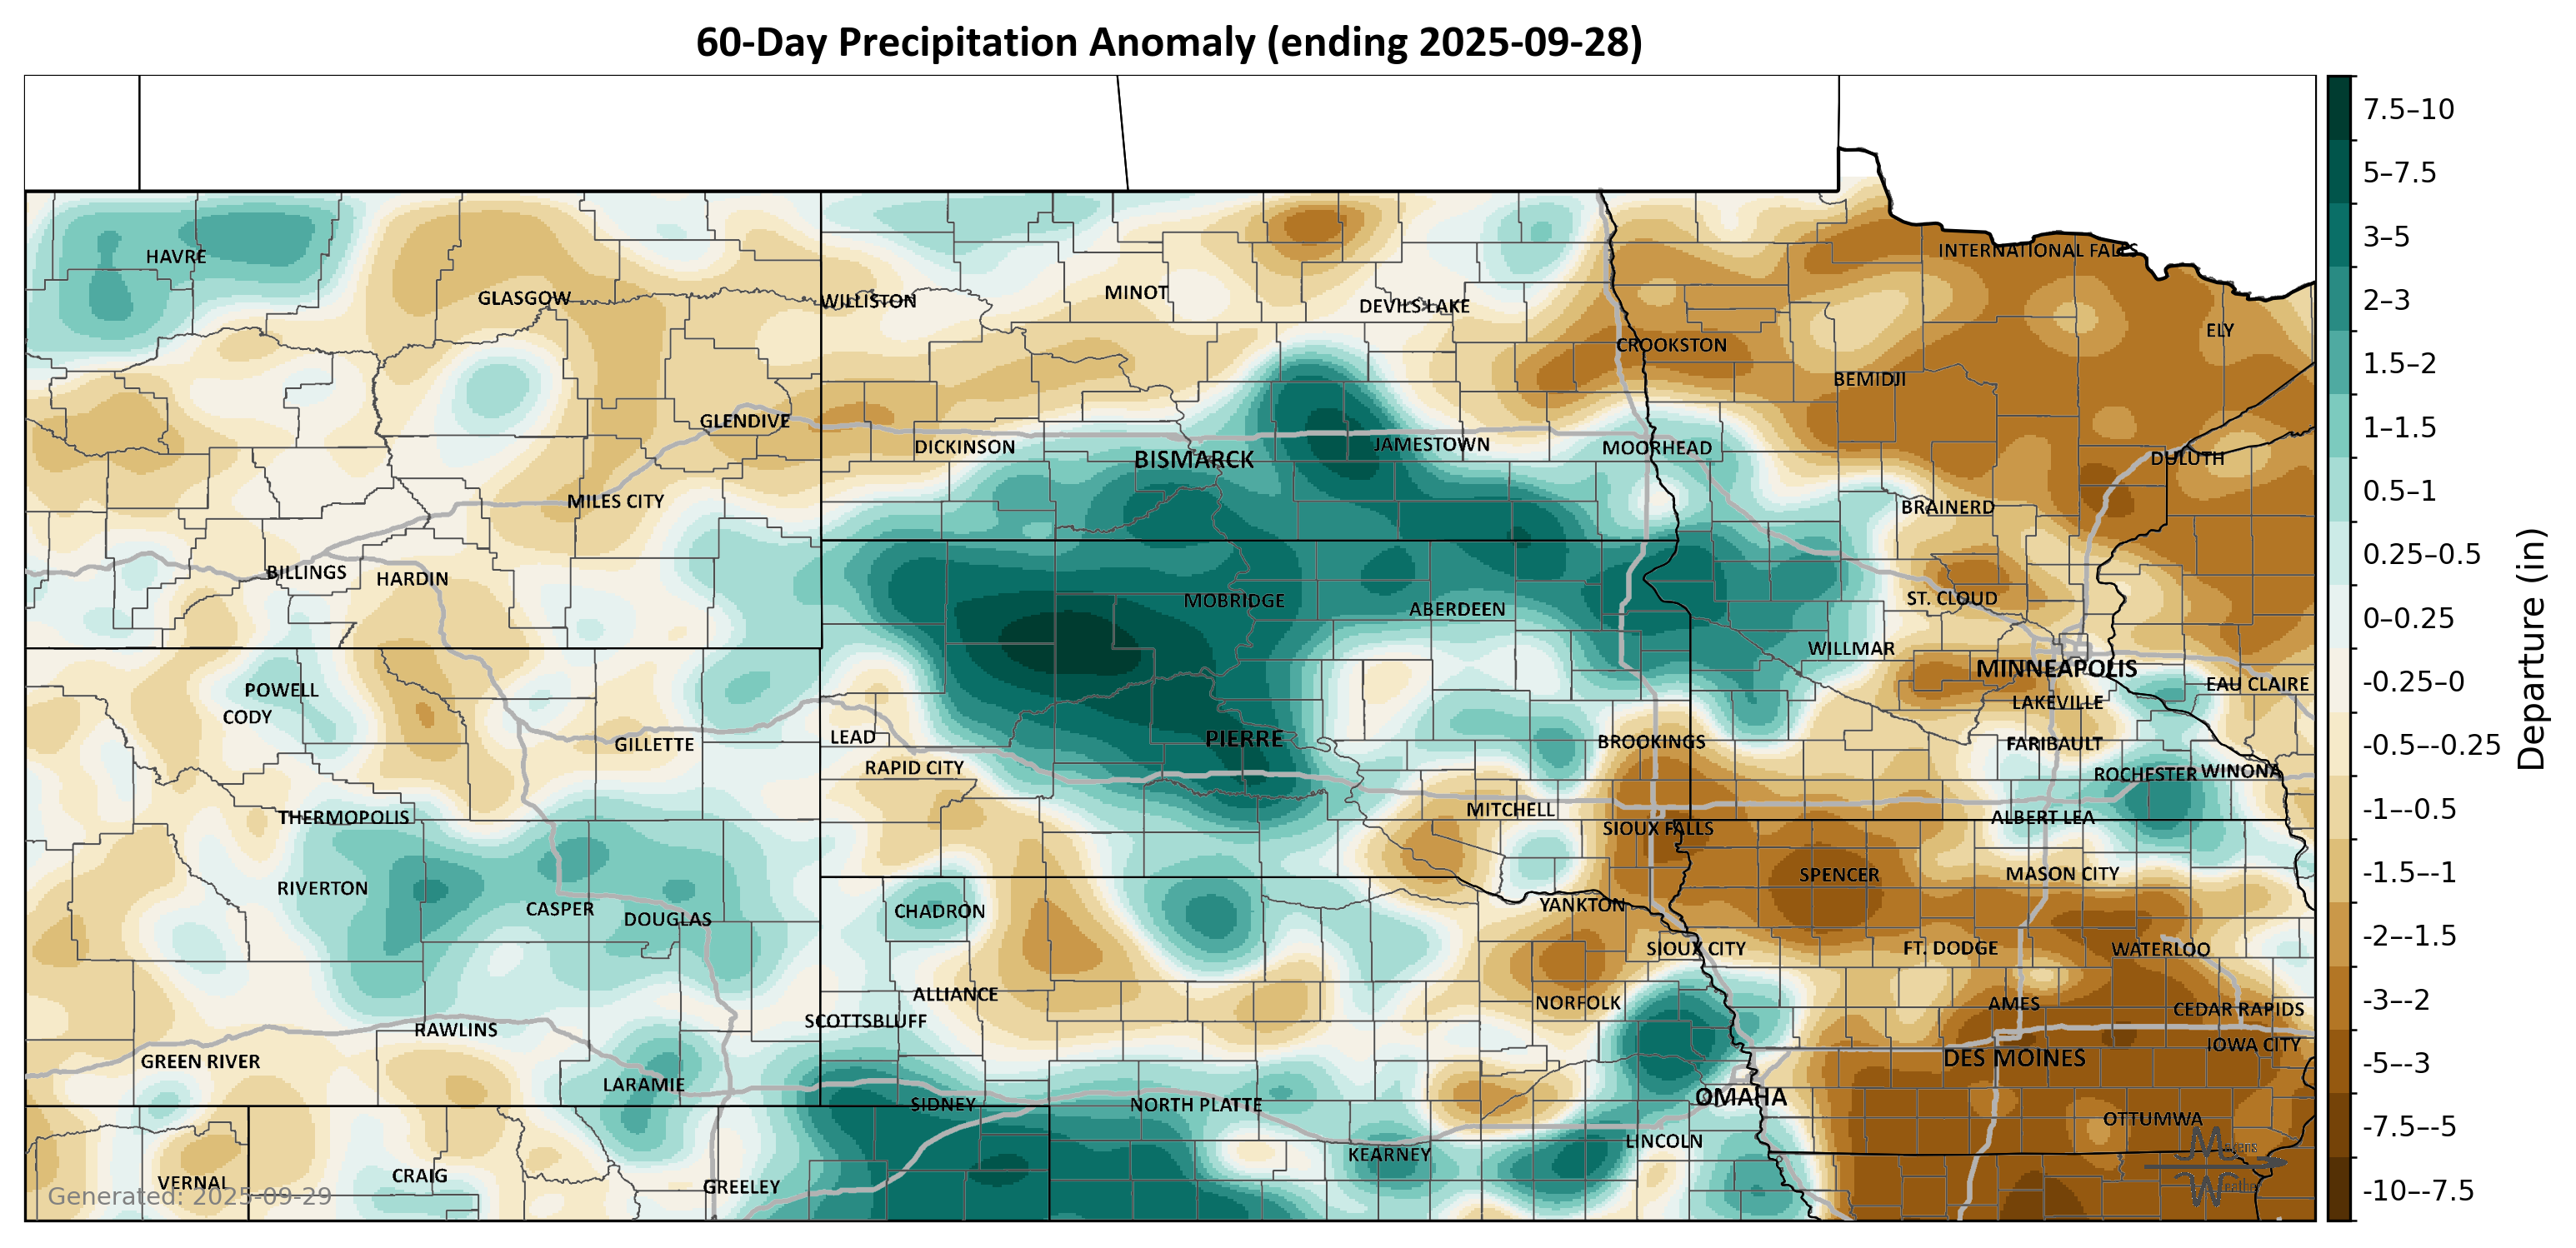 60-Day Precipitation Anomaly (ending 2025-09-28)
7.5–10
5–7.5
3–5
2–3
1.5–2
1–1.5
0.5–1
0.25–0.5
0–0.25
-0.25–0
-0.5–-0.25
-1–-0.5
-1.5–-1
-2–-1.5
-3–-2
-5–-3
-7.5–-5
-10–-7.5
Departure (in)
HAVRE
INTERNATIONAL FALLS
GLASGOW
WILLISTON
MINOT
DEVILS LAKE
ELY
CROOKSTON
BEMIDJI
GLENDIVE
DICKINSON
BISMARCK
JAMESTOWN
MOORHEAD
DULUTH
MILES CITY
BRAINERD
BILLINGS
HARDIN
MOBRIDGE
ABERDEEN
ST. CLOUD
WILLMAR
MINNEAPOLIS
POWELL
EAU CLAIRE
CODY
LAKEVILLE
GILLETTE
LEAD
PIERRE
BROOKINGS
FARIBAULT
RAPID CITY
ROCHESTER
WINONA
THERMOPOLIS
MITCHELL
ALBERT LEA
SIOUX FALLS
RIVERTON
SPENCER
MASON CITY
CASPER
DOUGLAS
CHADRON
YANKTON
SIOUX CITY
FT. DODGE
WATERLOO
ALLIANCE
NORFOLK
AMES
CEDAR RAPIDS
SCOTTSBLUFF
RAWLINS
IOWA CITY
GREEN RIVER
DES MOINES
LARAMIE
SIDNEY
NORTH PLATTE
OMAHA
OTTUMWA
LINCOLN
KEARNEY
VERNAL
CRAIG
GREELEY
Generated: 2025-09-29